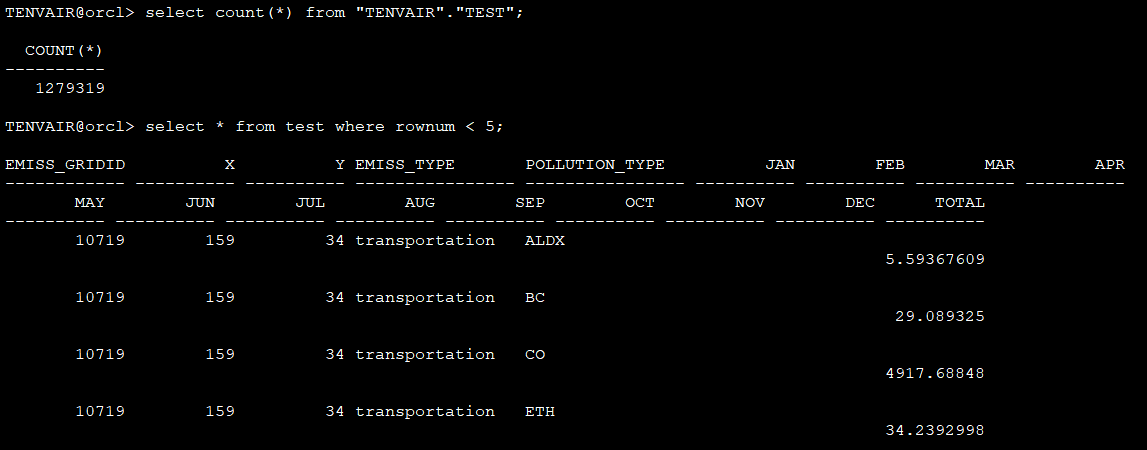 TENVAIR@orcl> select count(*) from "TENVAIR"."TEST";
COUNT(*)
----------
1279319
TENVAIR@orcl> select * from test where rownum < 5;
EMISS_GRIDID          X          Y EMISS_TYPE       POLLUTION_TYPE          JAN        FEB        MAR        APR
------------ ---------- ---------- ---------------- ---------------- ---------- ---------- ---------- ----------
       MAY        JUN        JUL        AUG        SEP        OCT        NOV        DEC      TOTAL
---------- ---------- ---------- ---------- ---------- ---------- ---------- ---------- ----------
       10719        159         34 transportation   ALDX
5.59367609
       10719        159         34 transportation   BC
29.089325
       10719        159         34 transportation   CO
4917.68848
       10719        159         34 transportation   ETH
34.2392998